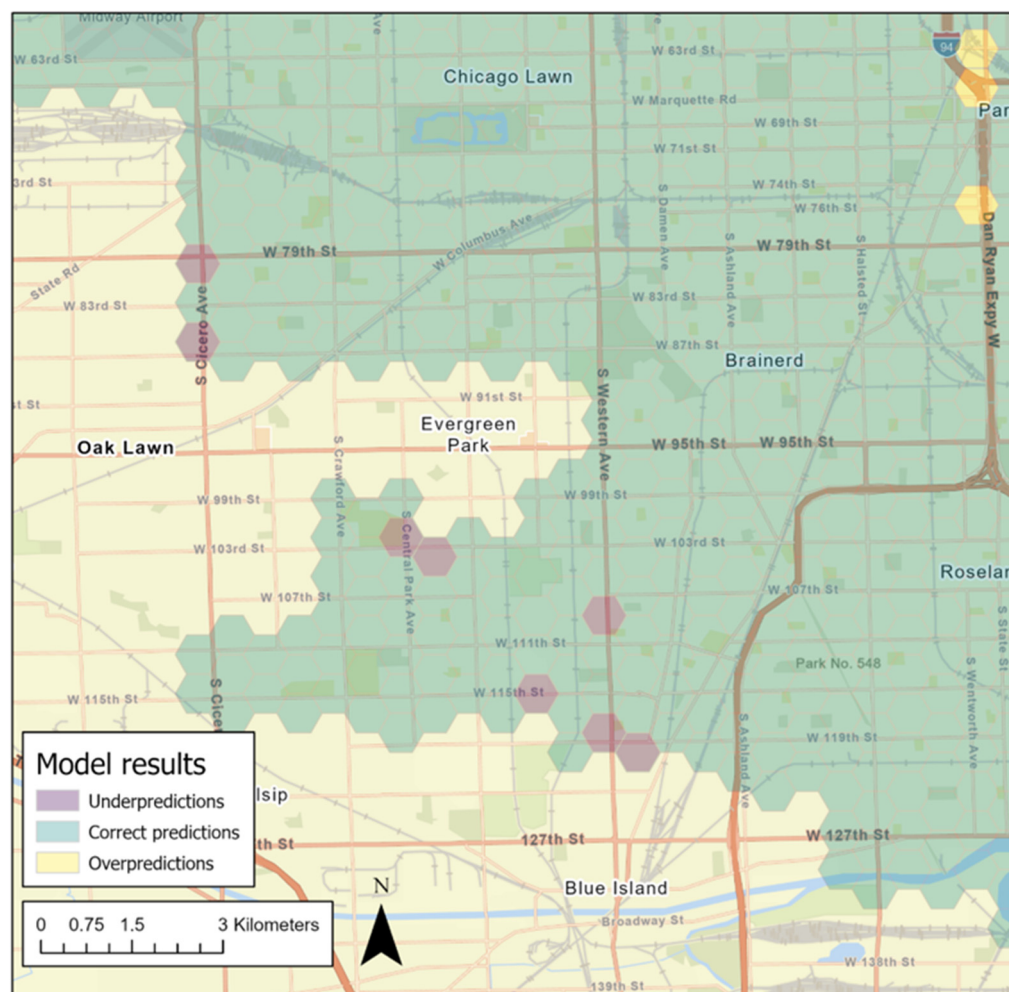 Midway Airport
Ave
W 63rd St
W 63rd St
94
Chicago Lawn
W Marquette Rd
Par
W 69th St
W 71st St
3rd St
W 74th St
W 76th St
S Damen Ave
W Columbus Ave
W 79th St
W 79th St
S Ashland Ave
S Halsted St
Dan Ryan Expy W
State Rd
W 83rd St
W 83rd St
S Cicero Ave
W 87th St
Brainerd
S Western Ave
W 91st St
st St
Evergreen
Park
Oak Lawn
W 95th St
W 95th St
S Crawford Ave
W 99th St
W 99th St
S Central Park Ave
W 103rd St
W 103rd St
Roselar
W 107th St
W 107th St
S State St
W 111th St
Park No. 548
S Wentworth Ave
W 115th St
W 115th St
S Cicer
S Ashland Ave
W 119th St
Model results
Underpredictions
Correct predictions
Overpredictions
lsip
th St
127th St
W 127th St
Blue Island
Broadway St
N
0 0.75 1.5 3 Kilometers
W 138th St
139th St